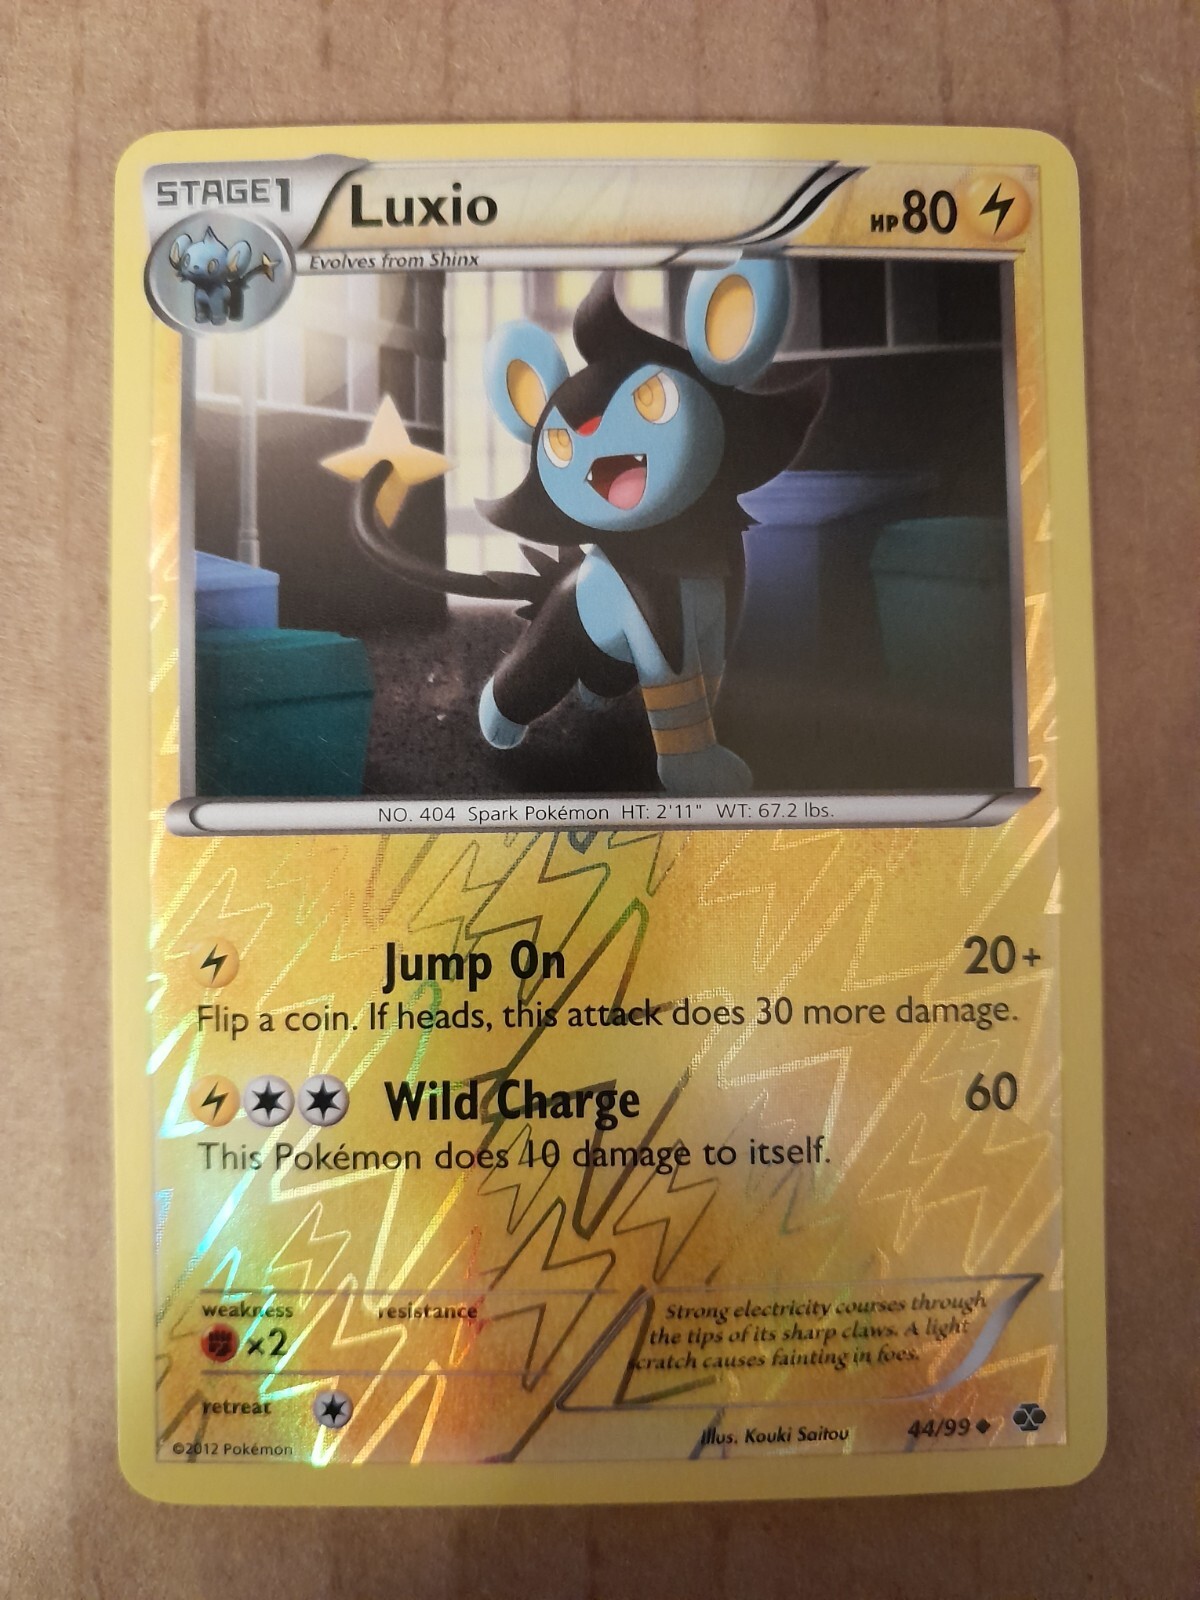 STAGE1
Luxio
HP80
Evolves from Shinx
NO. 404 Spark Pokémon HT: 2'11" WT: 67.2 lbs.
Jump On 20+
Flip a coin. If heads, this attack does 30 more damage.
Wild Charge 60
This Pokémon does 10 damage to itself.
weakness resistance
×2
retreat
Strong electricity courses through
the tips of its sharp claws. A light
scratch causes fainting in foes.
©2012 Pokémon
Illus. Kouki Saitou
44/99